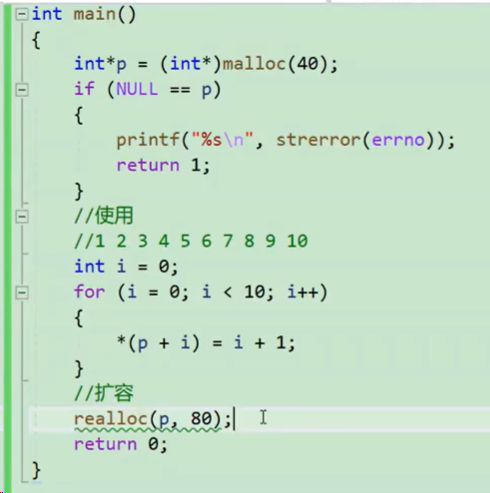 int main()
{
int*p = (int*)malloc(40);
if (NULL == p)
{
printf("%s\n", strerror(errno));
return 1;
}
//使用
//1 2 3 4 5 6 7 8 9 10
int i = 0;
for (i = 0; i < 10; i++)
{
*(p + i) = i + 1;
}
//扩容
realloc(p, 80);
return 0;
}